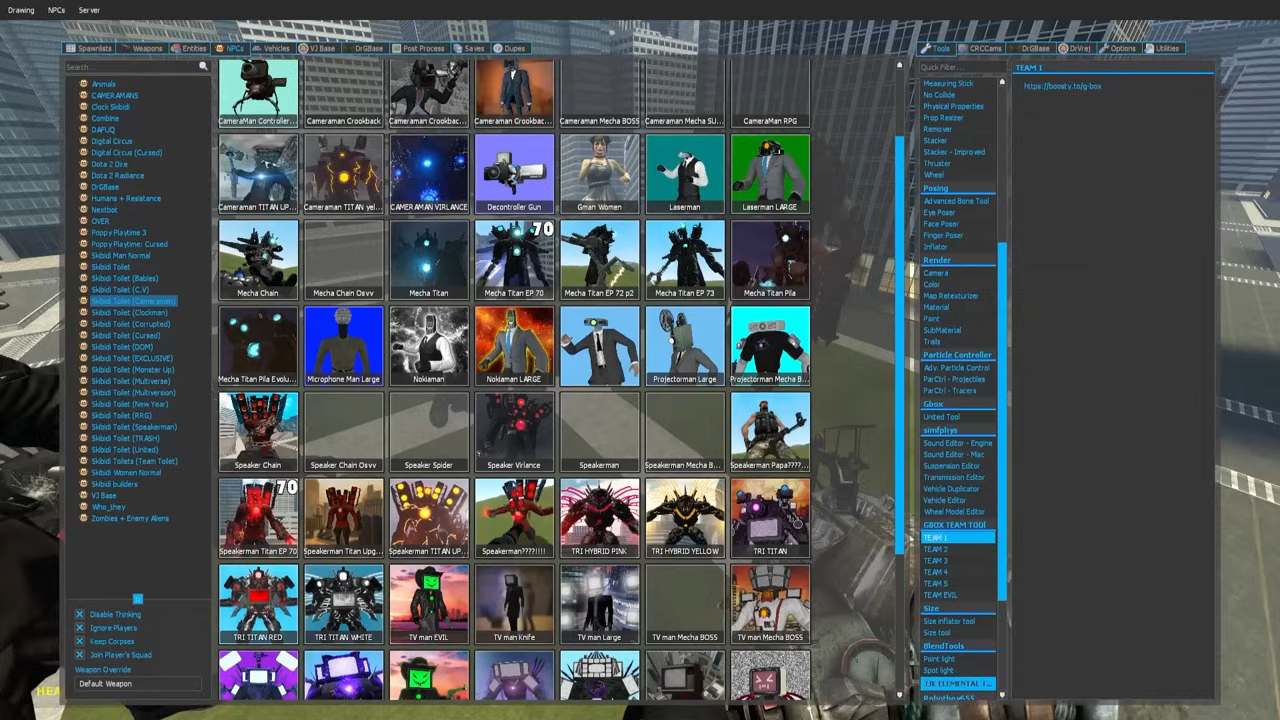 Drawing NPCs Server
Spawnlists Weapons Entities NPCs Vehicles VJ Base DrGBase Post Process Saves Dupes
Tools CRCCams DrGBase DrVrej Options Utilities
Search...
Animals
CAMERAMANS
Clock Skibidi
Combine
DAFUQ
Digital Circus
Digital Circus (Cursed)
Dota 2 Dire
Dota 2 Radiance
DrGBase
Humans + Resistance
Nextbot
OVER
Poppy Playtime 3
Poppy Playtime: Cursed
Skibidi Man Normal
Skibidi Toilet
Skibidi Toilet (Babies)
Skibidi Toilet (C.V)
Skibidi Toilet (Cameramen)
Skibidi Toilet (Clockman)
Skibidi Toilet (Corrupted)
Skibidi Toilet (Cursed)
Skibidi Toilet (DOM)
Skibidi Toilet (EXCLUSIVE)
Skibidi Toilet (Monster Up)
Skibidi Toilet (Multiverse)
Skibidi Toilet (Multiversion)
Skibidi Toilet (New Year)
Skibidi Toilet (RRG)
Skibidi Toilet (Speakerman)
Skibidi Toilet (TRASH)
Skibidi Toilet (United)
Skibidi Toilets (Team Toilet)
Skibidi Women Normal
Skibidi builders
VJ Base
Who_they
Zombies + Enemy Aliens
Disable Thinking
Ignore Players
Keep Corpses
Join Player's Squad
Weapon Override
Default Weapon
CameraMan Controller... Cameraman Crookback Cameraman Crookbac... Cameraman Crookbac... Cameraman Mecha BOSS Cameraman Mecha SU... CameraMan RPG
Cameraman TITAN UP... Cameraman TITAN yel... CAMERAMAN VIRLANCE Decontroller Gun Gman Women Laserman Laserman LARGE
70
Mecha Chain Mecha Chain Osvv Mecha Titan Mecha Titan EP 70 Mecha Titan EP 72 p2 Mecha Titan EP 73 Mecha Titan Pila
Mecha Titan Pila Evolu... Microphone Man Large Nokiaman Nokiaman LARGE Projectorman Large Projectorman Mecha B...
Speaker Chain Speaker Chain Osvv Speaker Spider Speaker Virlance Speakerman Speakerman Mecha B... Speakerman Papa????...
70
Speakerman Titan EP 70 Speakerman Titan Upg... Speakerman TITAN UP... Speakerman????!!!! TRI HYBRID PINK TRI HYBRID YELLOW TRI TITAN
TRI TITAN RED TRI TITAN WHITE TV man EVIL TV man Knife TV man Large TV man Mecha BOSS TV man Mecha BOSS
Quick Filter...
Measuring Stick
No Collide
Physical Properties
Prop Resizer
Remover
Stacker
Stacker - Improved
Thruster
Wheel
Posing
Advanced Bone Tool
Eye Poser
Face Poser
Finger Poser
Inflator
Render
Camera
Color
Map Retexturizer
Material
Paint
SubMaterial
Trails
Particle Controller
Adv. Particle Control
ParCtrl - Projectiles
ParCtrl - Tracers
Gbox
United Tool
simfphys
Sound Editor - Engine
Sound Editor - Misc
Suspension Editor
Transmission Editor
Vehicle Duplicator
Vehicle Editor
Wheel Model Editor
GBOX TEAM TOOL
TEAM 1
TEAM 2
TEAM 3
TEAM 4
TEAM 5
TEAM EVIL
Size
Size Inflator tool
Size tool
BlendTools
Point light
Spot light
JJK ELEMENTAL T...
TEAM 1
https://boosty.to/g-box
HEA